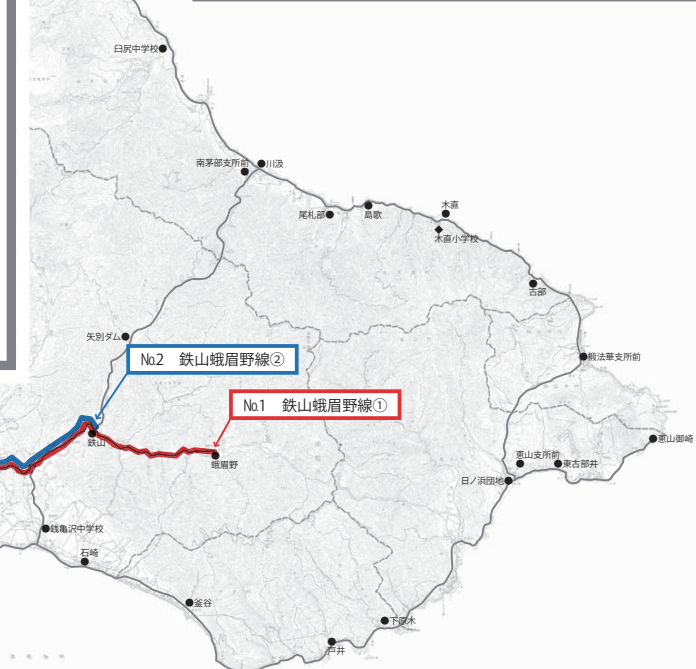 臼尻中学校
南茅部支所前
川汲
尾札部
島歌
木直
木直小学校
古部
矢別ダム
椴法華支所前
No.2 鉄山蛾眉野線②
No.1 鉄山蛾眉野線①
鉄山
蛾眉野
恵山御崎
恵山支所前
東古部井
日ノ浜団地
銭亀沢中学校
石崎
釜谷
下原木
戸井